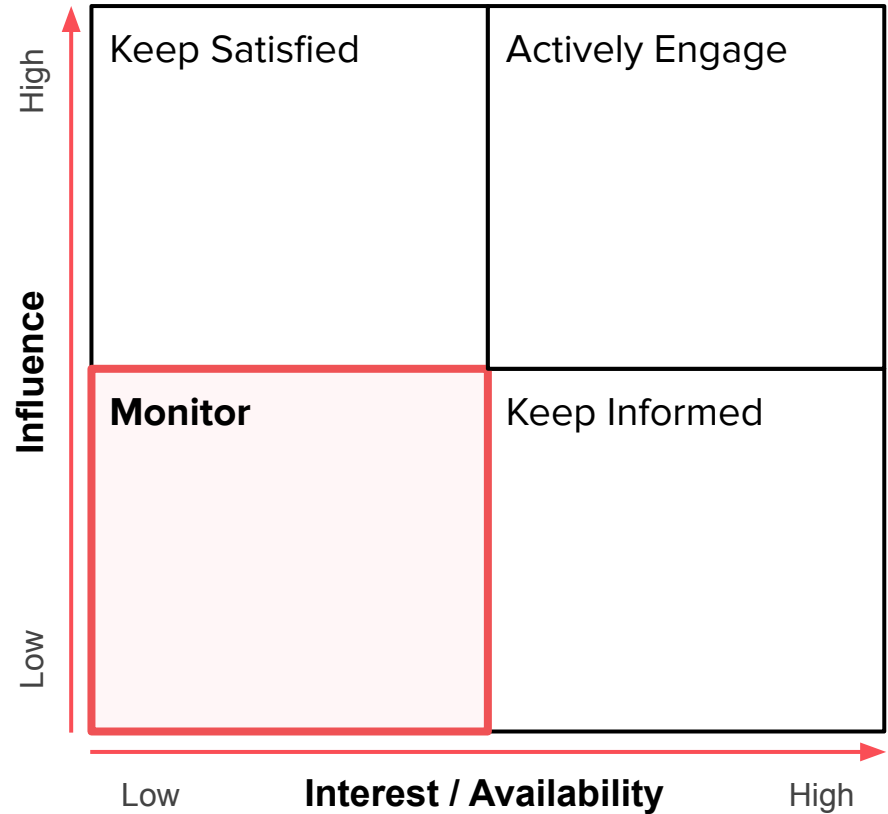 High
Influence
Low
Keep Satisfied
Actively Engage
Monitor
Keep Informed
Low
Interest / Availability
High